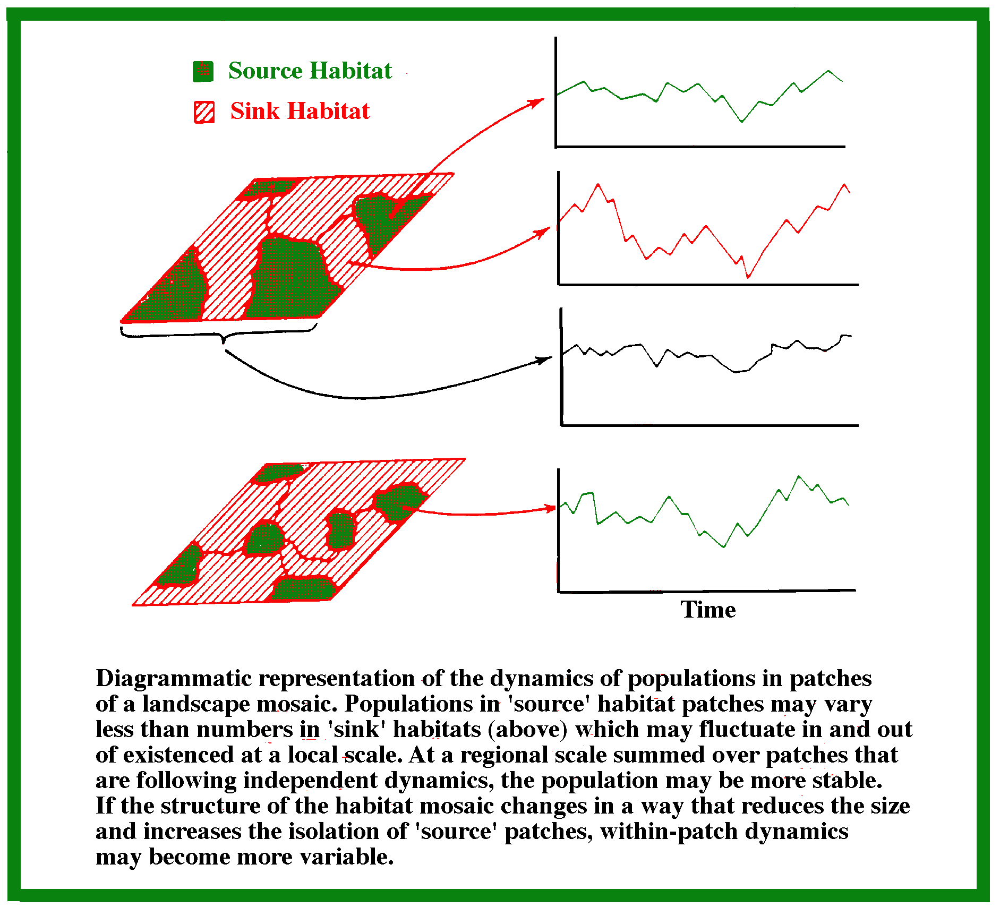 Source Habitat
Sink Habitat
Time
Diagrammatic representation of the dynamics of populations in patches
of a landscape mosaic. Populations in 'source' habitat patches may vary
less than numbers in 'sink' habitats (above) which may fluctuate in and out
of existenced at a local scale. At a regional scale summed over patches that
are following independent dynamics, the population may be more stable.
If the structure of the habitat mosaic changes in a way that reduces the size
and increases the isolation of 'source' patches, within-patch dynamics
may become more variable.